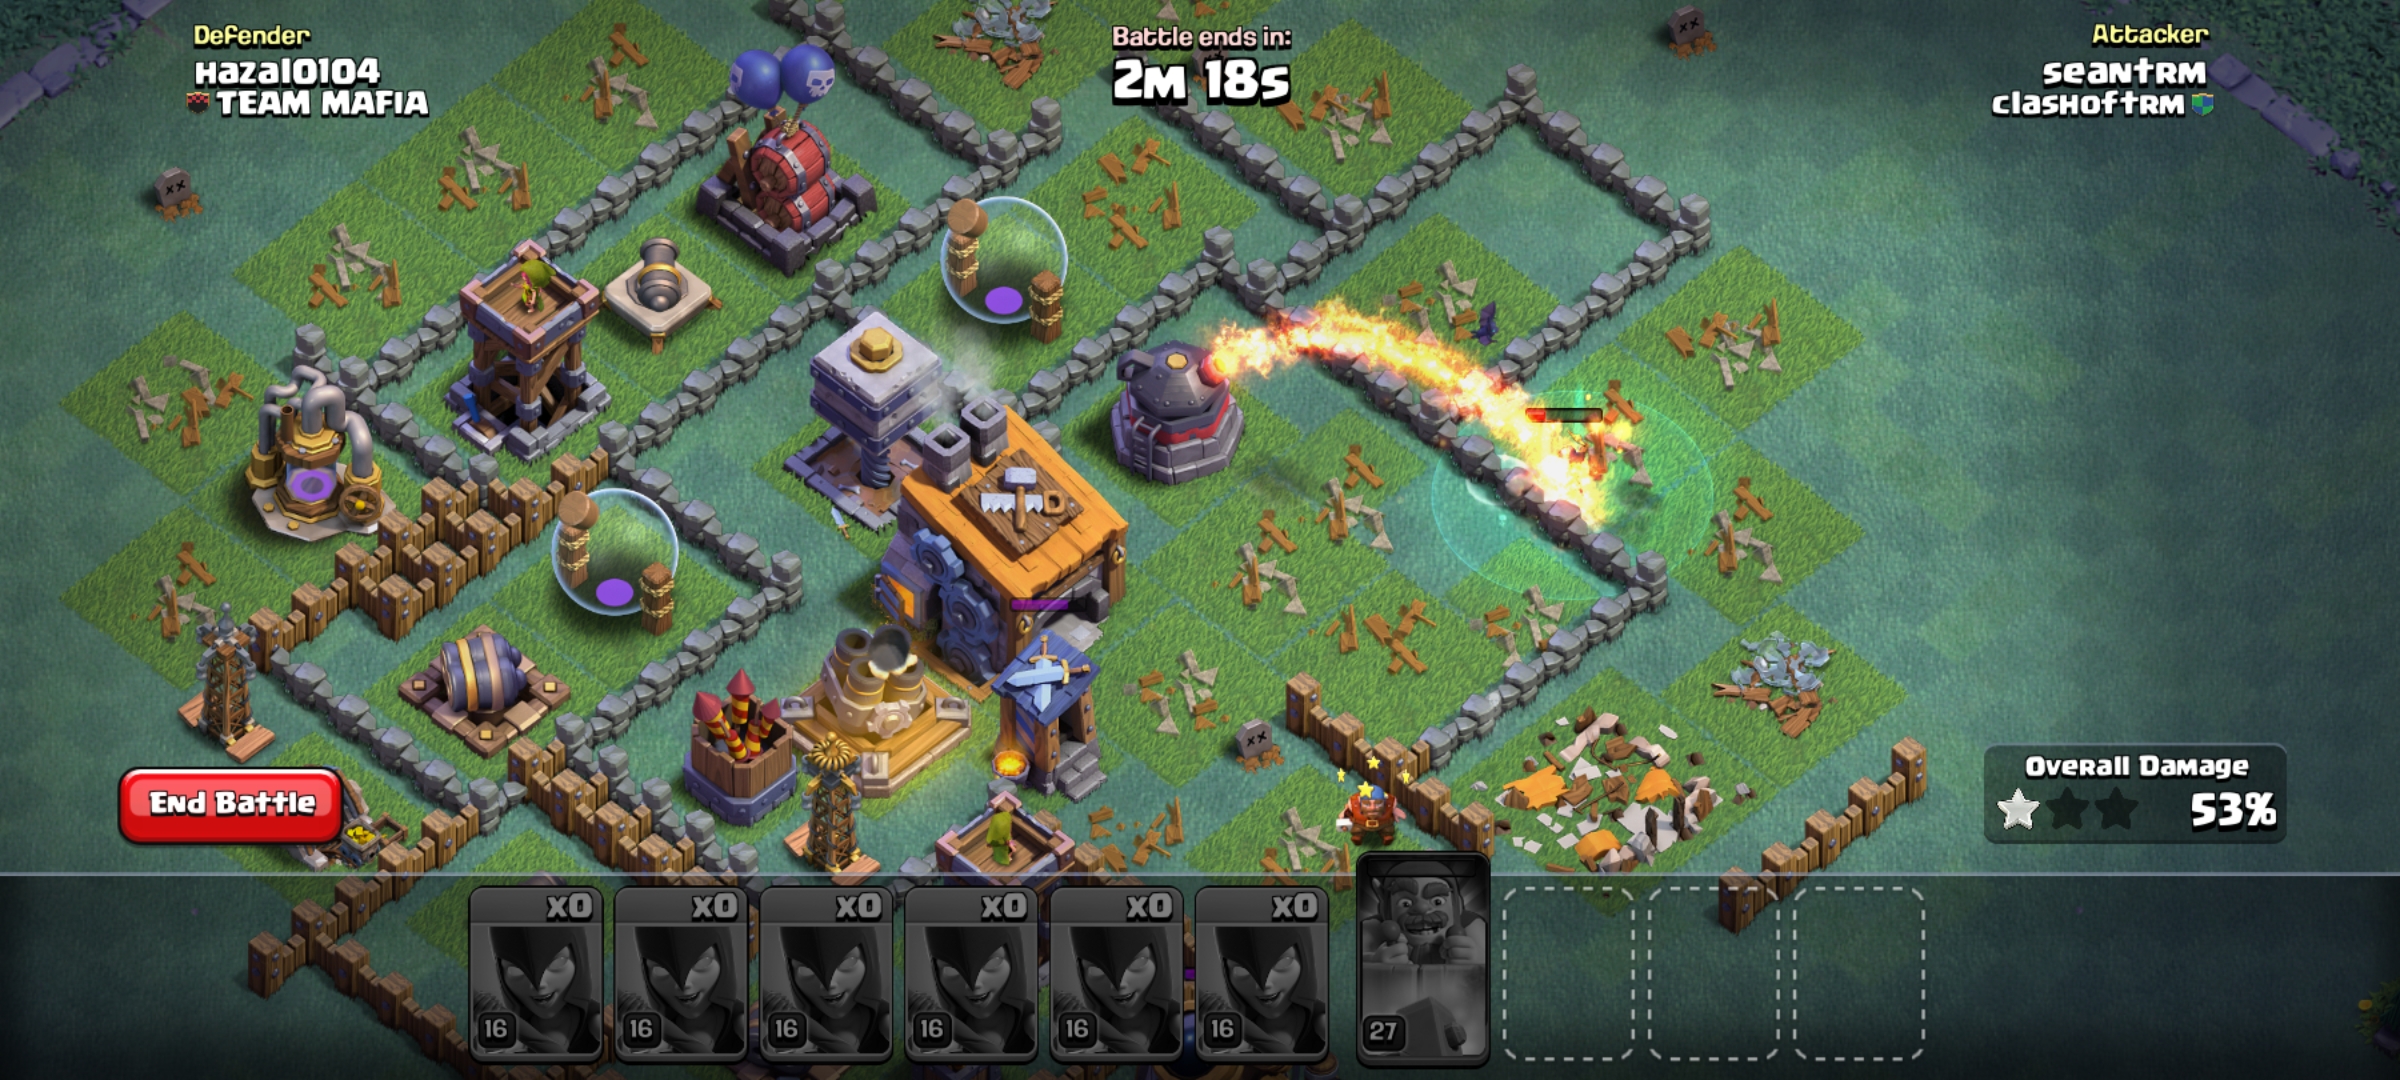 Defender
Hazal0104
TEAM MAFIA
Battle ends in:
2M 18s
Attacker
seantRM
clashoftRM
End Battle
Overall Damage
53%
x0
x0
x0
x0
x0
x0
16
16
16
16
16
16
27